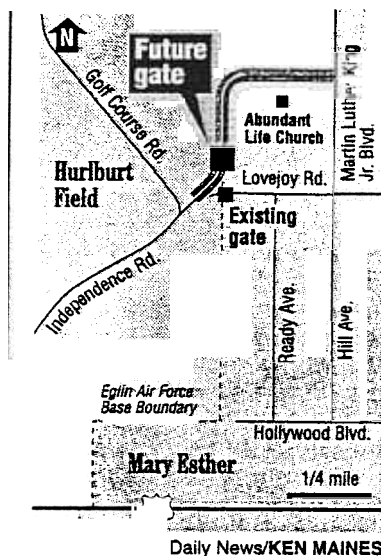 N
Future
gate
Golf Course Rd.
Martin Luther King
Jr. Blvd.
Abundant
Life Church
Hurlburt
Field
Lovejoy Rd.
Existing
gate
Independence Rd.
Ready Ave.
Hill Ave.
Eglin Air Force
Base Boundary
Hollywood Blvd.
Mary Esther
1/4 mile
Daily News/KEN MAINES